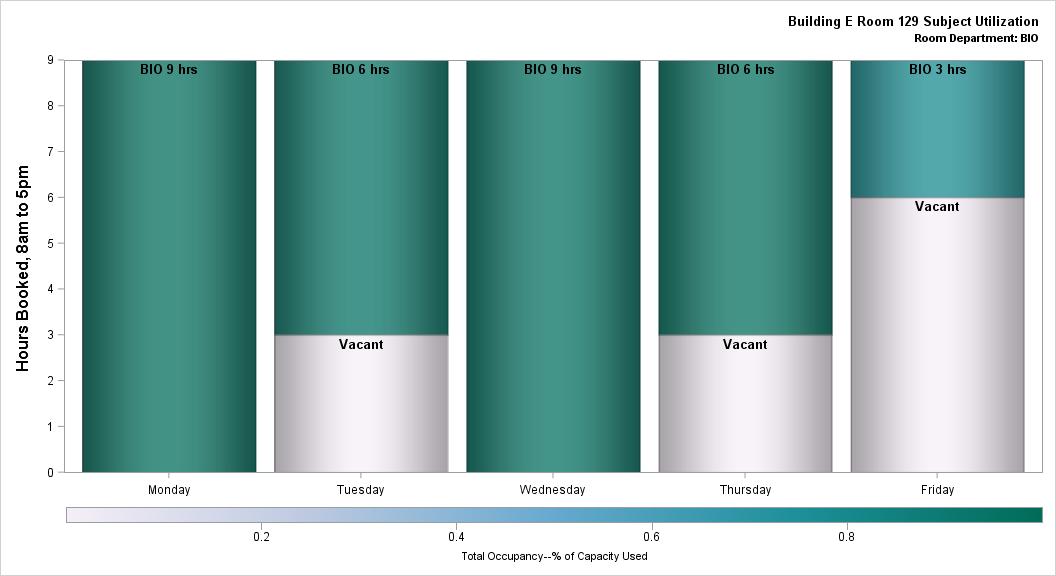 Building E Room 129 Subject Utilization
Room Department: BIO
Hours Booked, 8am to 5pm
9
8
7
6
5
4
3
2
1
0
BIO 9 hrs
BIO 6 hrs
BIO 9 hrs
BIO 6 hrs
BIO 3 hrs
Vacant
Vacant
Vacant
Monday
Tuesday
Wednesday
Thursday
Friday
0.2
0.4
0.6
0.8
Total Occupancy--% of Capacity Used